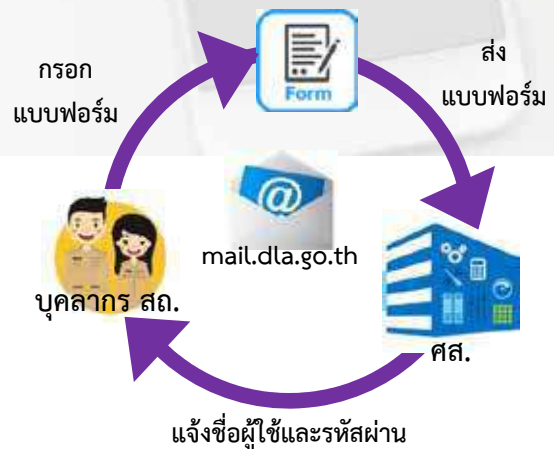 กรอก
แบบฟอร์ม
Form
ส่ง
แบบฟอร์ม
@
mail.dla.go.th
บุคลากร สถ.
ศส.
แจ้งชื่อผู้ใช้และรหัสผ่าน